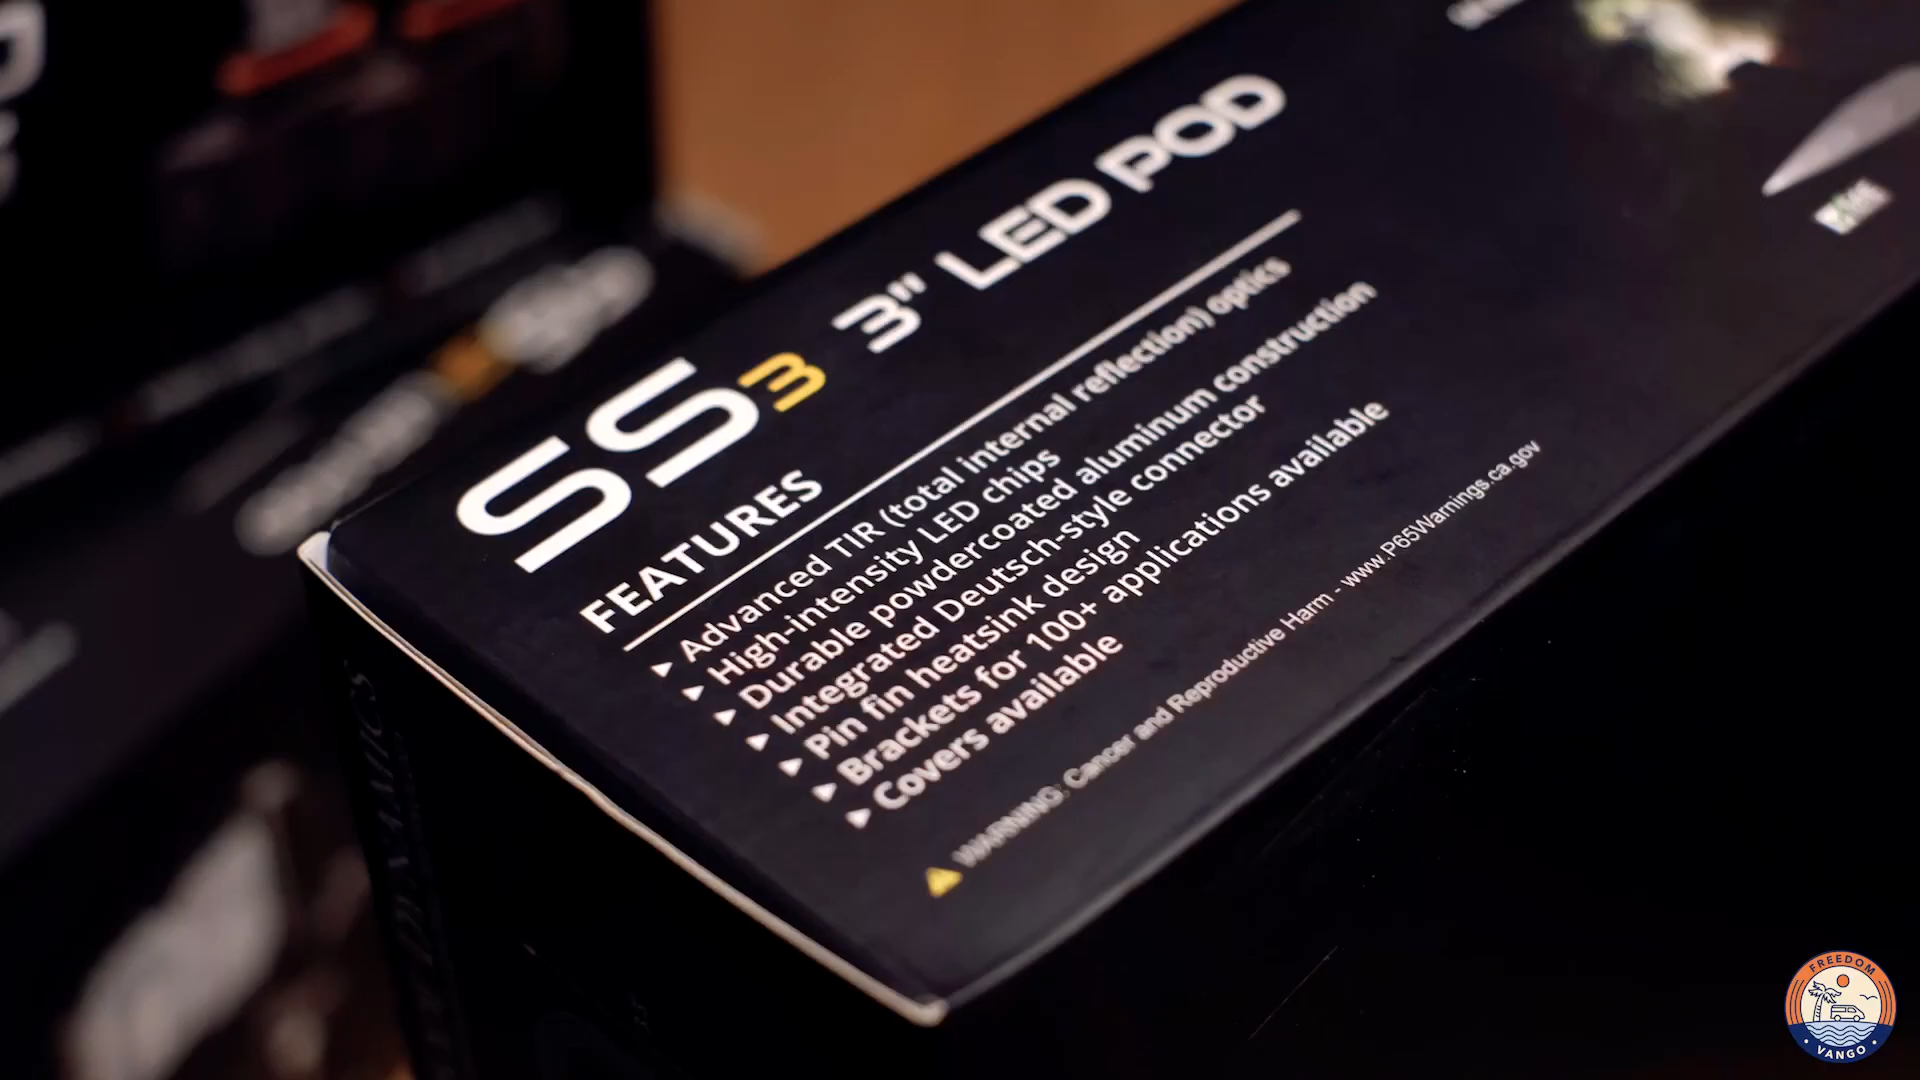 SS3 3" LED POD
FEATURES
► Advanced TIR (total internal reflection) optics
► High-intensity LED chips
► Durable powdercoated aluminum construction
► Integrated Deutsch-style connector
► Pin fin heatsink design
► Brackets for 100+ applications available
► Covers available
WARNING: Cancer and Reproductive Harm - www.P65Warnings.ca.gov
FREEDOM
VANGO